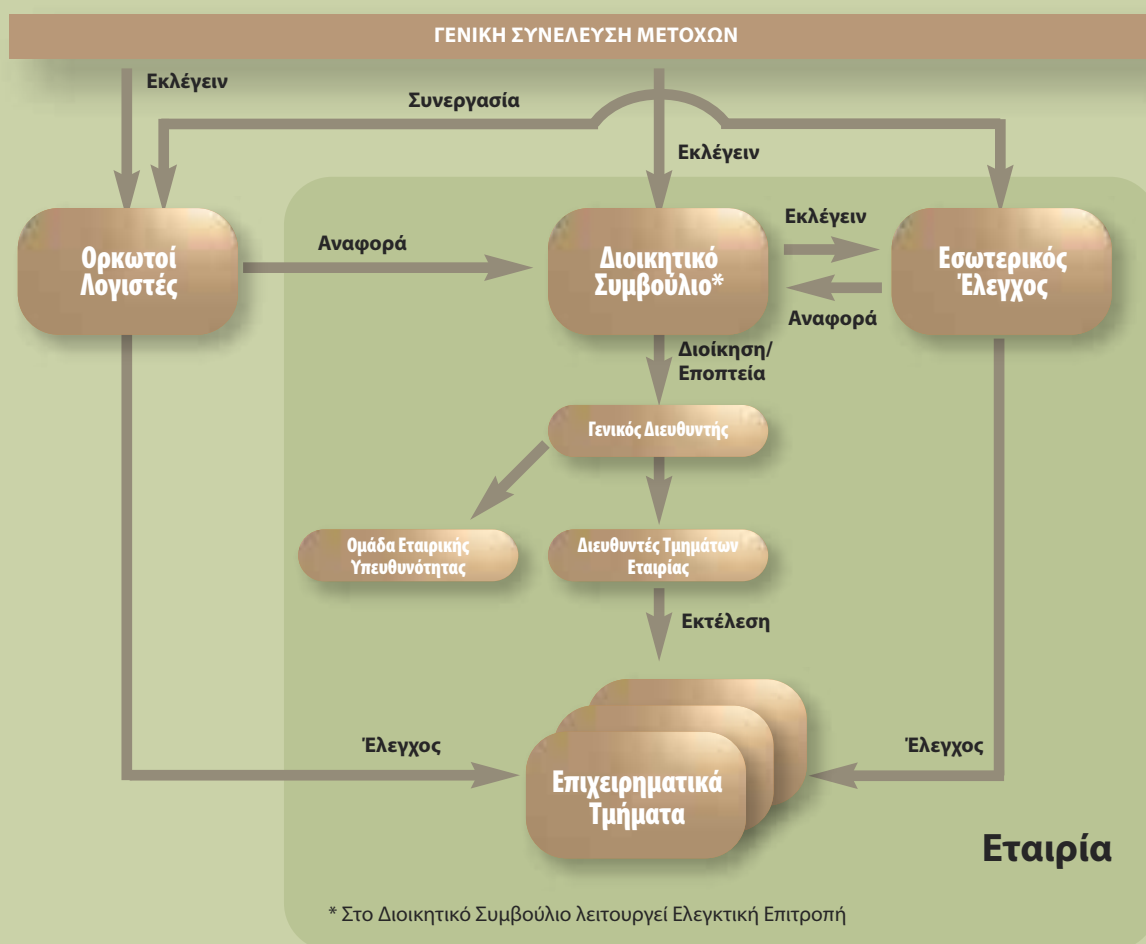 ΓΕΝΙΚΗ ΣΥΝΕΛΕΥΣΗ ΜΕΤΟΧΩΝ
Εκλέγειν
Συνεργασία
Εκλέγειν
Ορκωτοί
Λογιστές
Αναφορά
Διοικητικό
Συμβούλιο*
Εκλέγειν
Αναφορά
Εσωτερικός
Έλεγχος
Διοίκηση/
Εποπτεία
Γενικός Διευθυντής
Ομάδα Εταιρικής
Υπευθυνότητας
Διευθυντές Τμημάτων
Εταιρίας
Εκτέλεση
Έλεγχος
Έλεγχος
Επιχειρηματικά
Τμήματα
Εταιρία
* Στο Διοικητικό Συμβούλιο λειτουργεί Ελεγκτική Επιτροπή